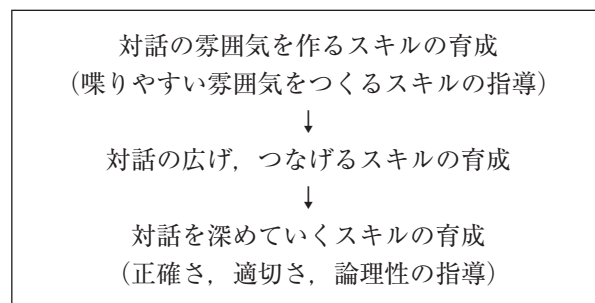 対話の雰囲気を作るスキルの育成
(喋りやすい雰囲気をつくるスキルの指導)
↓
対話の広げ，つなげるスキルの育成
↓
対話を深めていくスキルの育成
(正確さ，適切さ，論理性の指導)